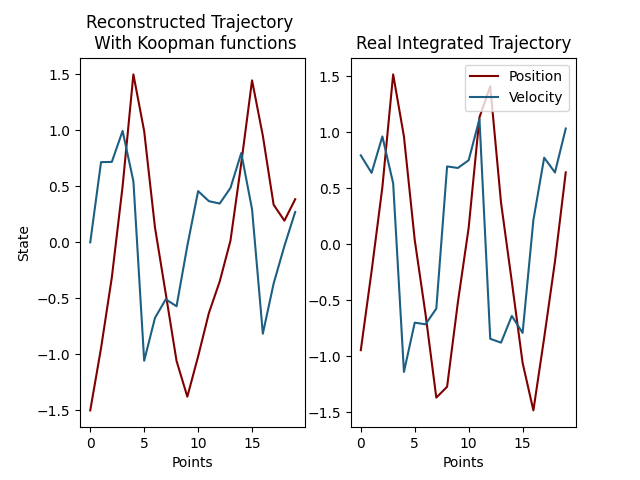 Reconstructed Trajectory
With Koopman functions
State
1.5
1.0
0.5
0.0
−0.5
−1.0
−1.5
0 5 10 15
Points
Real Integrated Trajectory
Position
Velocity
1.5
1.0
0.5
0.0
−0.5
−1.0
−1.5
0 5 10 15
Points